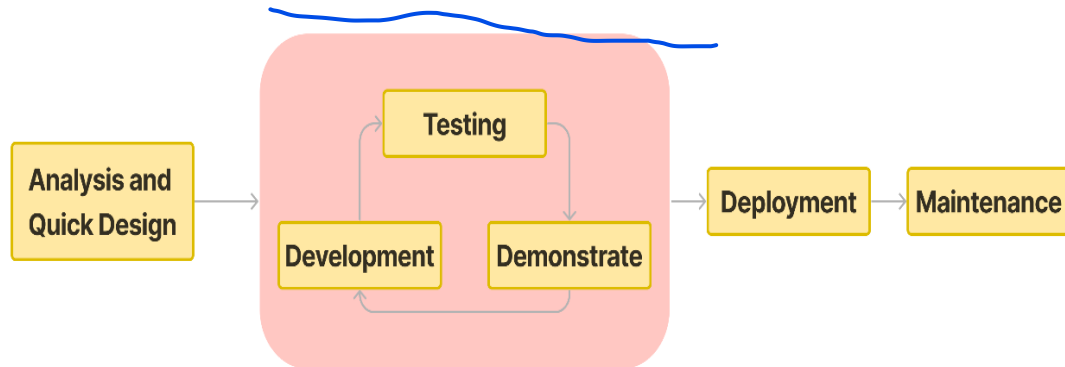 Testing
Analysis and
Quick Design
Development
Demonstrate
Deployment
Maintenance